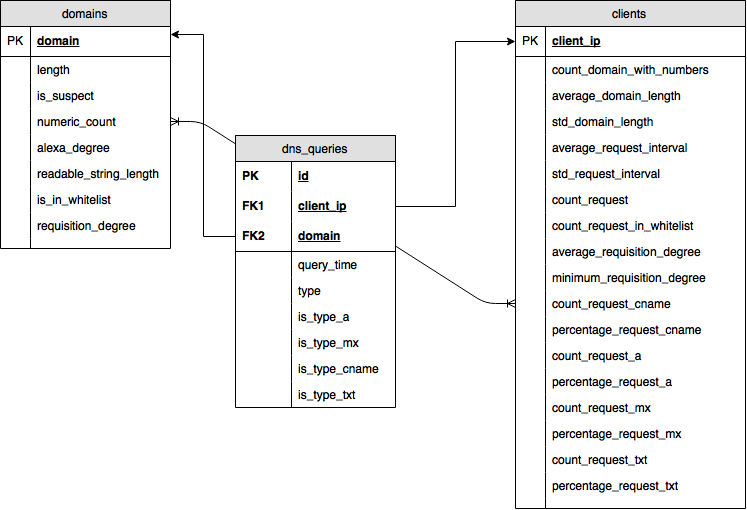 domains
PK domain
length
is_suspect
numeric_count
alexa_degree
readable_string_length
is_in_whitelist
requisition_degree
dns_queries
PK id
FK1 client_ip
FK2 domain
query_time
type
is_type_a
is_type_mx
is_type_cname
is_type_txt
clients
PK client_ip
count_domain_with_numbers
average_domain_length
std_domain_length
average_request_interval
std_request_interval
count_request
count_request_in_whitelist
average_requisition_degree
minimum_requisition_degree
count_request_cname
percentage_request_cname
count_request_a
percentage_request_a
count_request_mx
percentage_request_mx
count_request_txt
percentage_request_txt